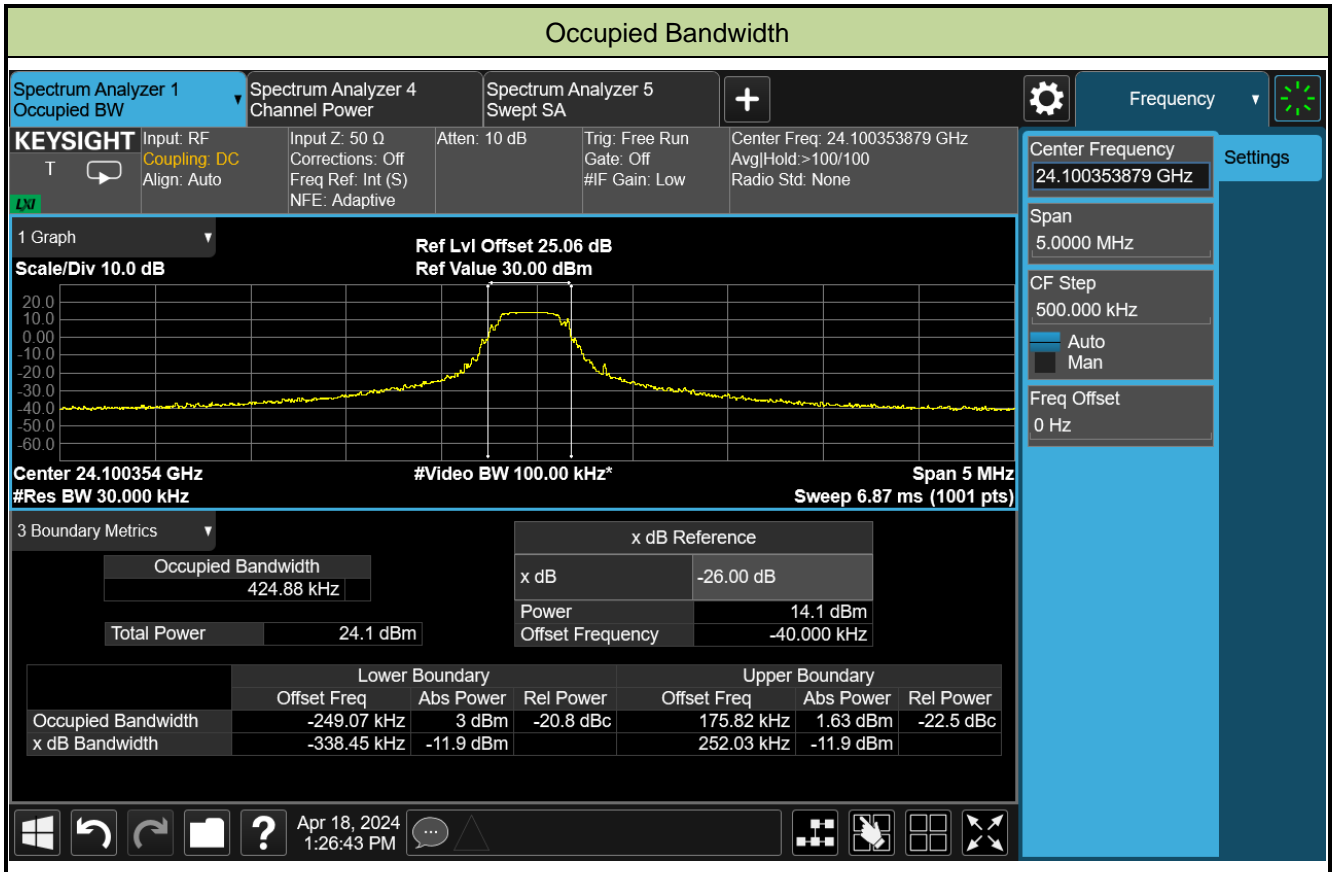 Occupied Bandwidth
Spectrum Analyzer 1
Occupied BW
Spectrum Analyzer 4
Channel Power
Spectrum Analyzer 5
Swept SA
Frequency
KEYSIGHT
T
LXI
Input: RF
Coupling: DC
Align: Auto
Input Z: 50 Ω
Corrections: Off
Freq Ref: Int (S)
NFE: Adaptive
Atten: 10 dB
Trig: Free Run
Gate: Off
#IF Gain: Low
Center Freq: 24.100353879 GHz
Avg|Hold:>100/100
Radio Std: None
Center Frequency
24.100353879 GHz
Settings
Span
5.0000 MHz
CF Step
500.000 kHz
Auto
Man
Freq Offset
0 Hz
1 Graph
Scale/Div 10.0 dB
Ref Lvl Offset 25.06 dB
Ref Value 30.00 dBm
20.0
10.0
0.00
-10.0
-20.0
-30.0
-40.0
-50.0
-60.0
Center 24.100354 GHz #Video BW 100.00 kHz* Span 5 MHz
#Res BW 30.000 kHz Sweep 6.87 ms (1001 pts)
3 Boundary Metrics
Occupied Bandwidth
424.88 kHz
Total Power 24.1 dBm
x dB Reference
x dB -26.00 dB
Power 14.1 dBm
Offset Frequency -40.000 kHz
Lower Boundary Upper Boundary
Offset Freq Abs Power Rel Power Offset Freq Abs Power Rel Power
Occupied Bandwidth -249.07 kHz 3 dBm -20.8 dBc 175.82 kHz 1.63 dBm -22.5 dBc
x dB Bandwidth -338.45 kHz -11.9 dBm 252.03 kHz -11.9 dBm
?
Apr 18, 2024
1:26:43 PM